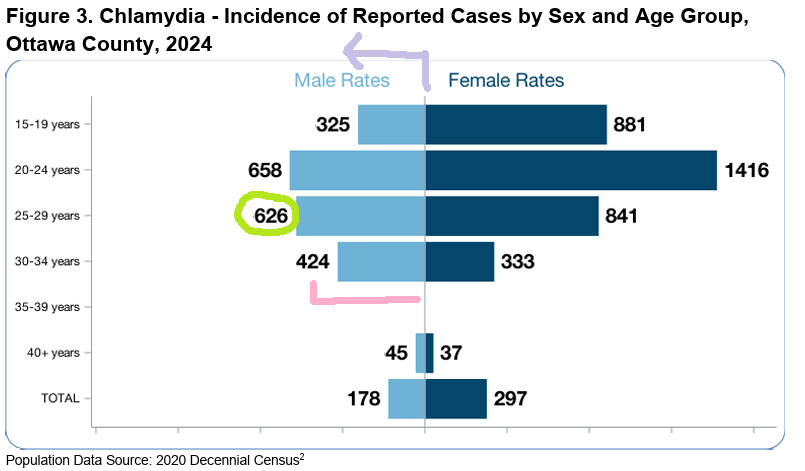 Figure 3. Chlamydia - Incidence of Reported Cases by Sex and Age Group,
Ottawa County, 2024
Male Rates Female Rates
15-19 years 325 881
20-24 years 658 1416
25-29 years 626 841
30-34 years 424 333
35-39 years
40+ years 45 37
TOTAL 178 297
Population Data Source: 2020 Decennial Census²